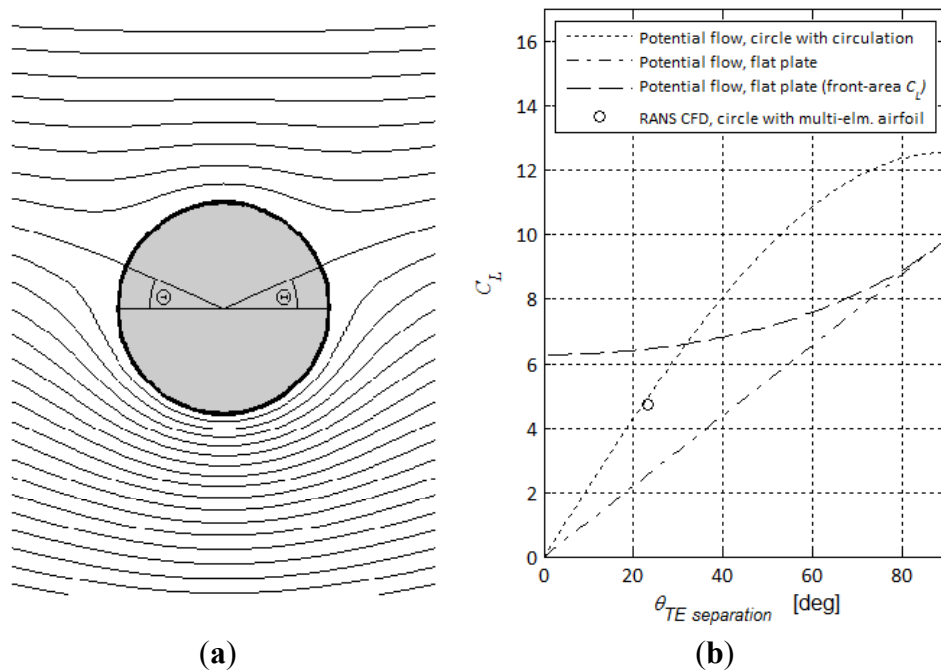 Θ Θ
(a)
16
14
12
10
8
6
4
2
0
C_L
Potential flow, circle with circulation
Potential flow, flat plate
Potential flow, flat plate (front-area C_L)
RANS CFD, circle with multi-elm. airfoil
0 20 40 60 80
θ_TE separation [deg]
(b)